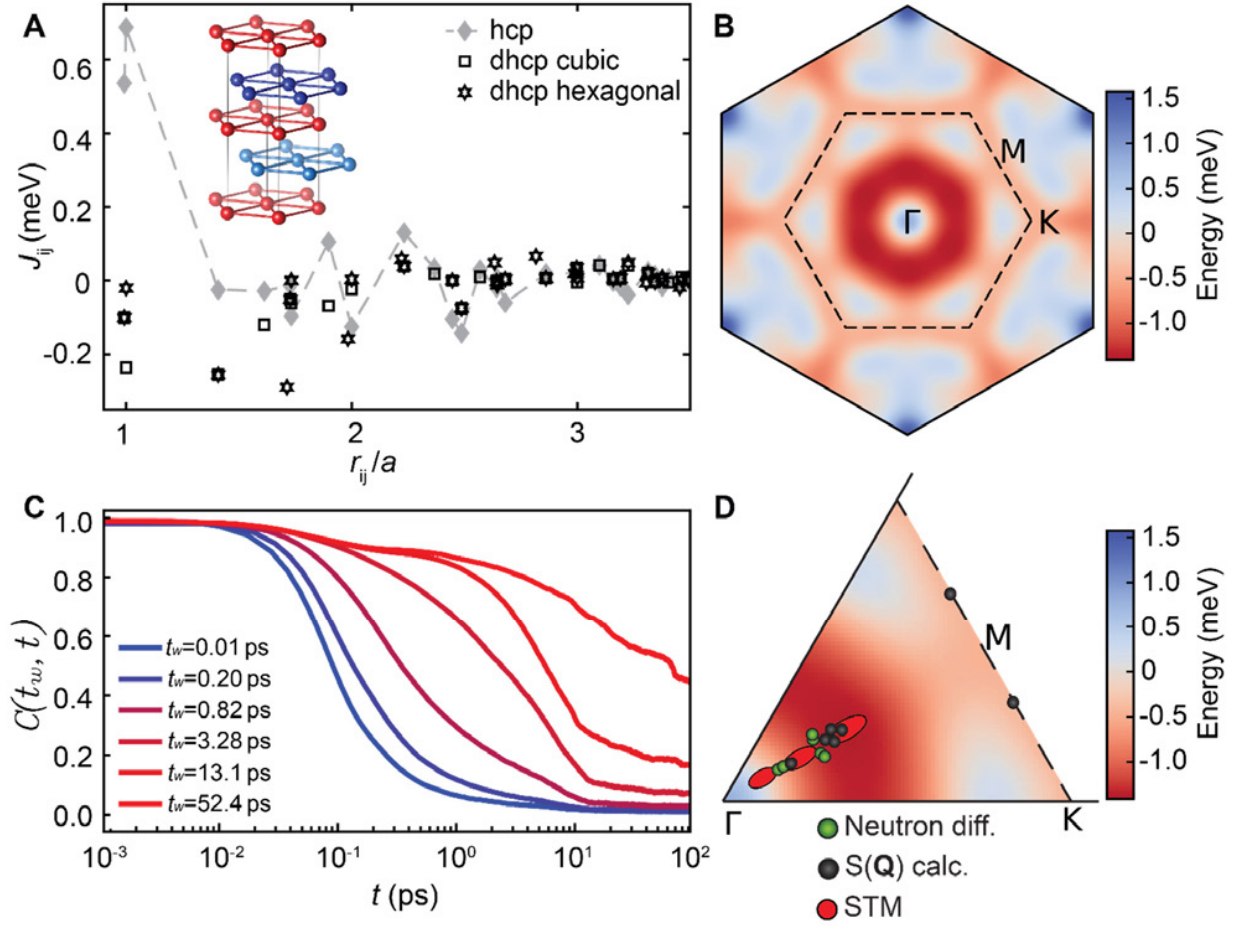 A
hcp
dhcp cubic
dhcp hexagonal
0.6
0.4
0.2
0
-0.2
J_ij (meV)
1
2
3
r_ij/a
B
M
Γ
K
1.5
1.0
0.5
0
-0.5
-1.0
Energy (meV)
C
1.0
0.8
0.6
0.4
0.2
0.0
C(t_w, t)
t_w=0.01 ps
t_w=0.20 ps
t_w=0.82 ps
t_w=3.28 ps
t_w=13.1 ps
t_w=52.4 ps
10^-3
10^-2
10^-1
10^0
10^1
10^2
t (ps)
D
M
Γ
K
1.5
1.0
0.5
0
-0.5
-1.0
Energy (meV)
Neutron diff.
S(Q) calc.
STM